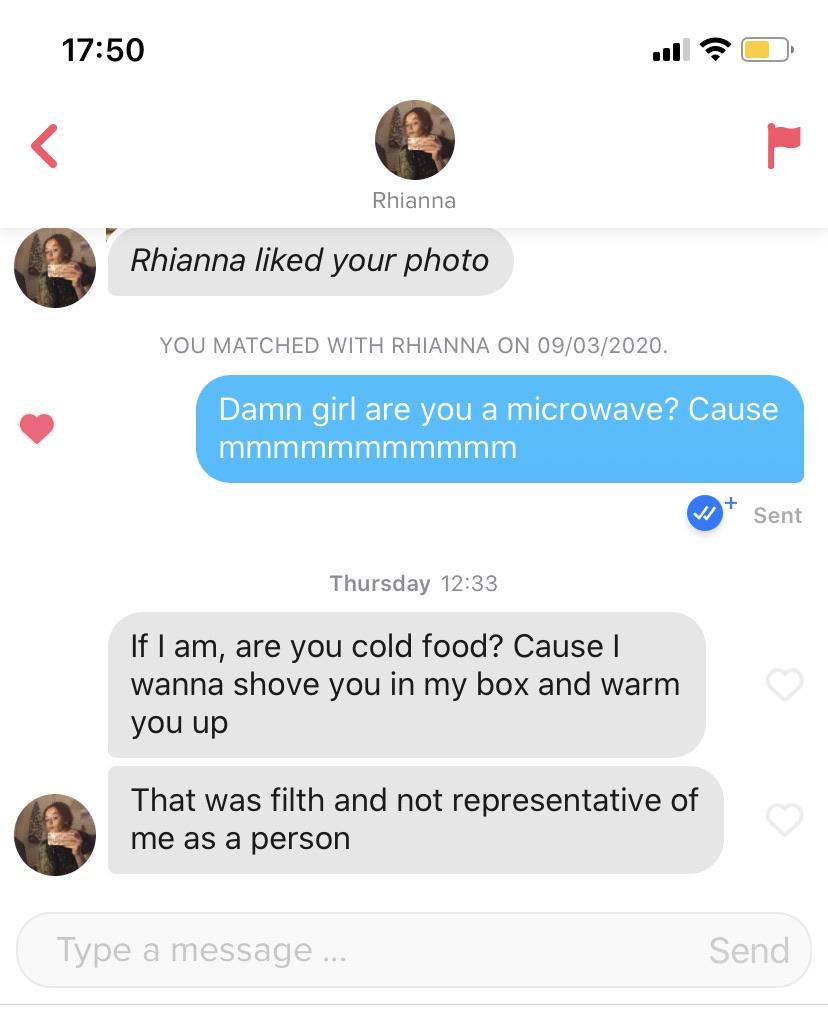 17:50
Rhianna
Rhianna liked your photo
YOU MATCHED WITH RHIANNA ON 09/03/2020.
Damn girl are you a microwave? Cause
mmmmmmmmmmm
Sent
Thursday 12:33
If I am, are you cold food? Cause I
wanna shove you in my box and warm
you up
That was filth and not representative of
me as a person
Type a message ...
Send